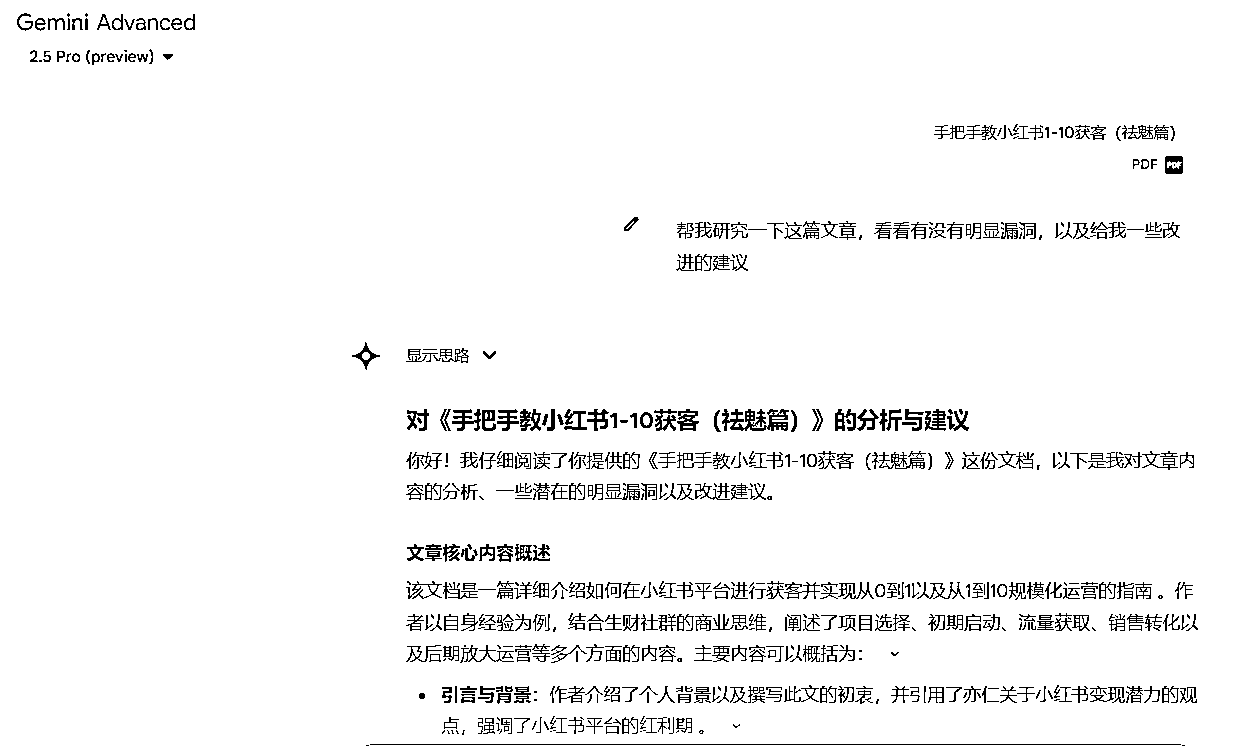 Gemini Advanced
2.5 Pro (preview)
手把手教小红书1-10获客（祛魅篇）
PDF PDF
帮我研究一下这篇文章，看看有没有明显漏洞，以及给我一些改
进的建议
显示思路
对《手把手教小红书1-10获客（祛魅篇）》的分析与建议
你好！我仔细阅读了你提供的《手把手教小红书1-10获客（祛魅篇）》这份文档，以下是我对文章内
容的分析、一些潜在的明显漏洞以及改进建议。
文章核心内容概述
该文档是一篇详细介绍如何在小红书平台进行获客并实现从0到1以及从1到10规模化运营的指南 。作
者以自身经验为例，结合生财社群的商业思维，阐述了项目选择、初期启动、流量获取、销售转化以
及后期放大运营等多个方面的内容。主要内容可以概括为：
• 引言与背景：作者介绍了个人背景以及撰写此文的初衷，并引用了亦仁关于小红书变现潜力的观
点，强调了小红书平台的红利期 。